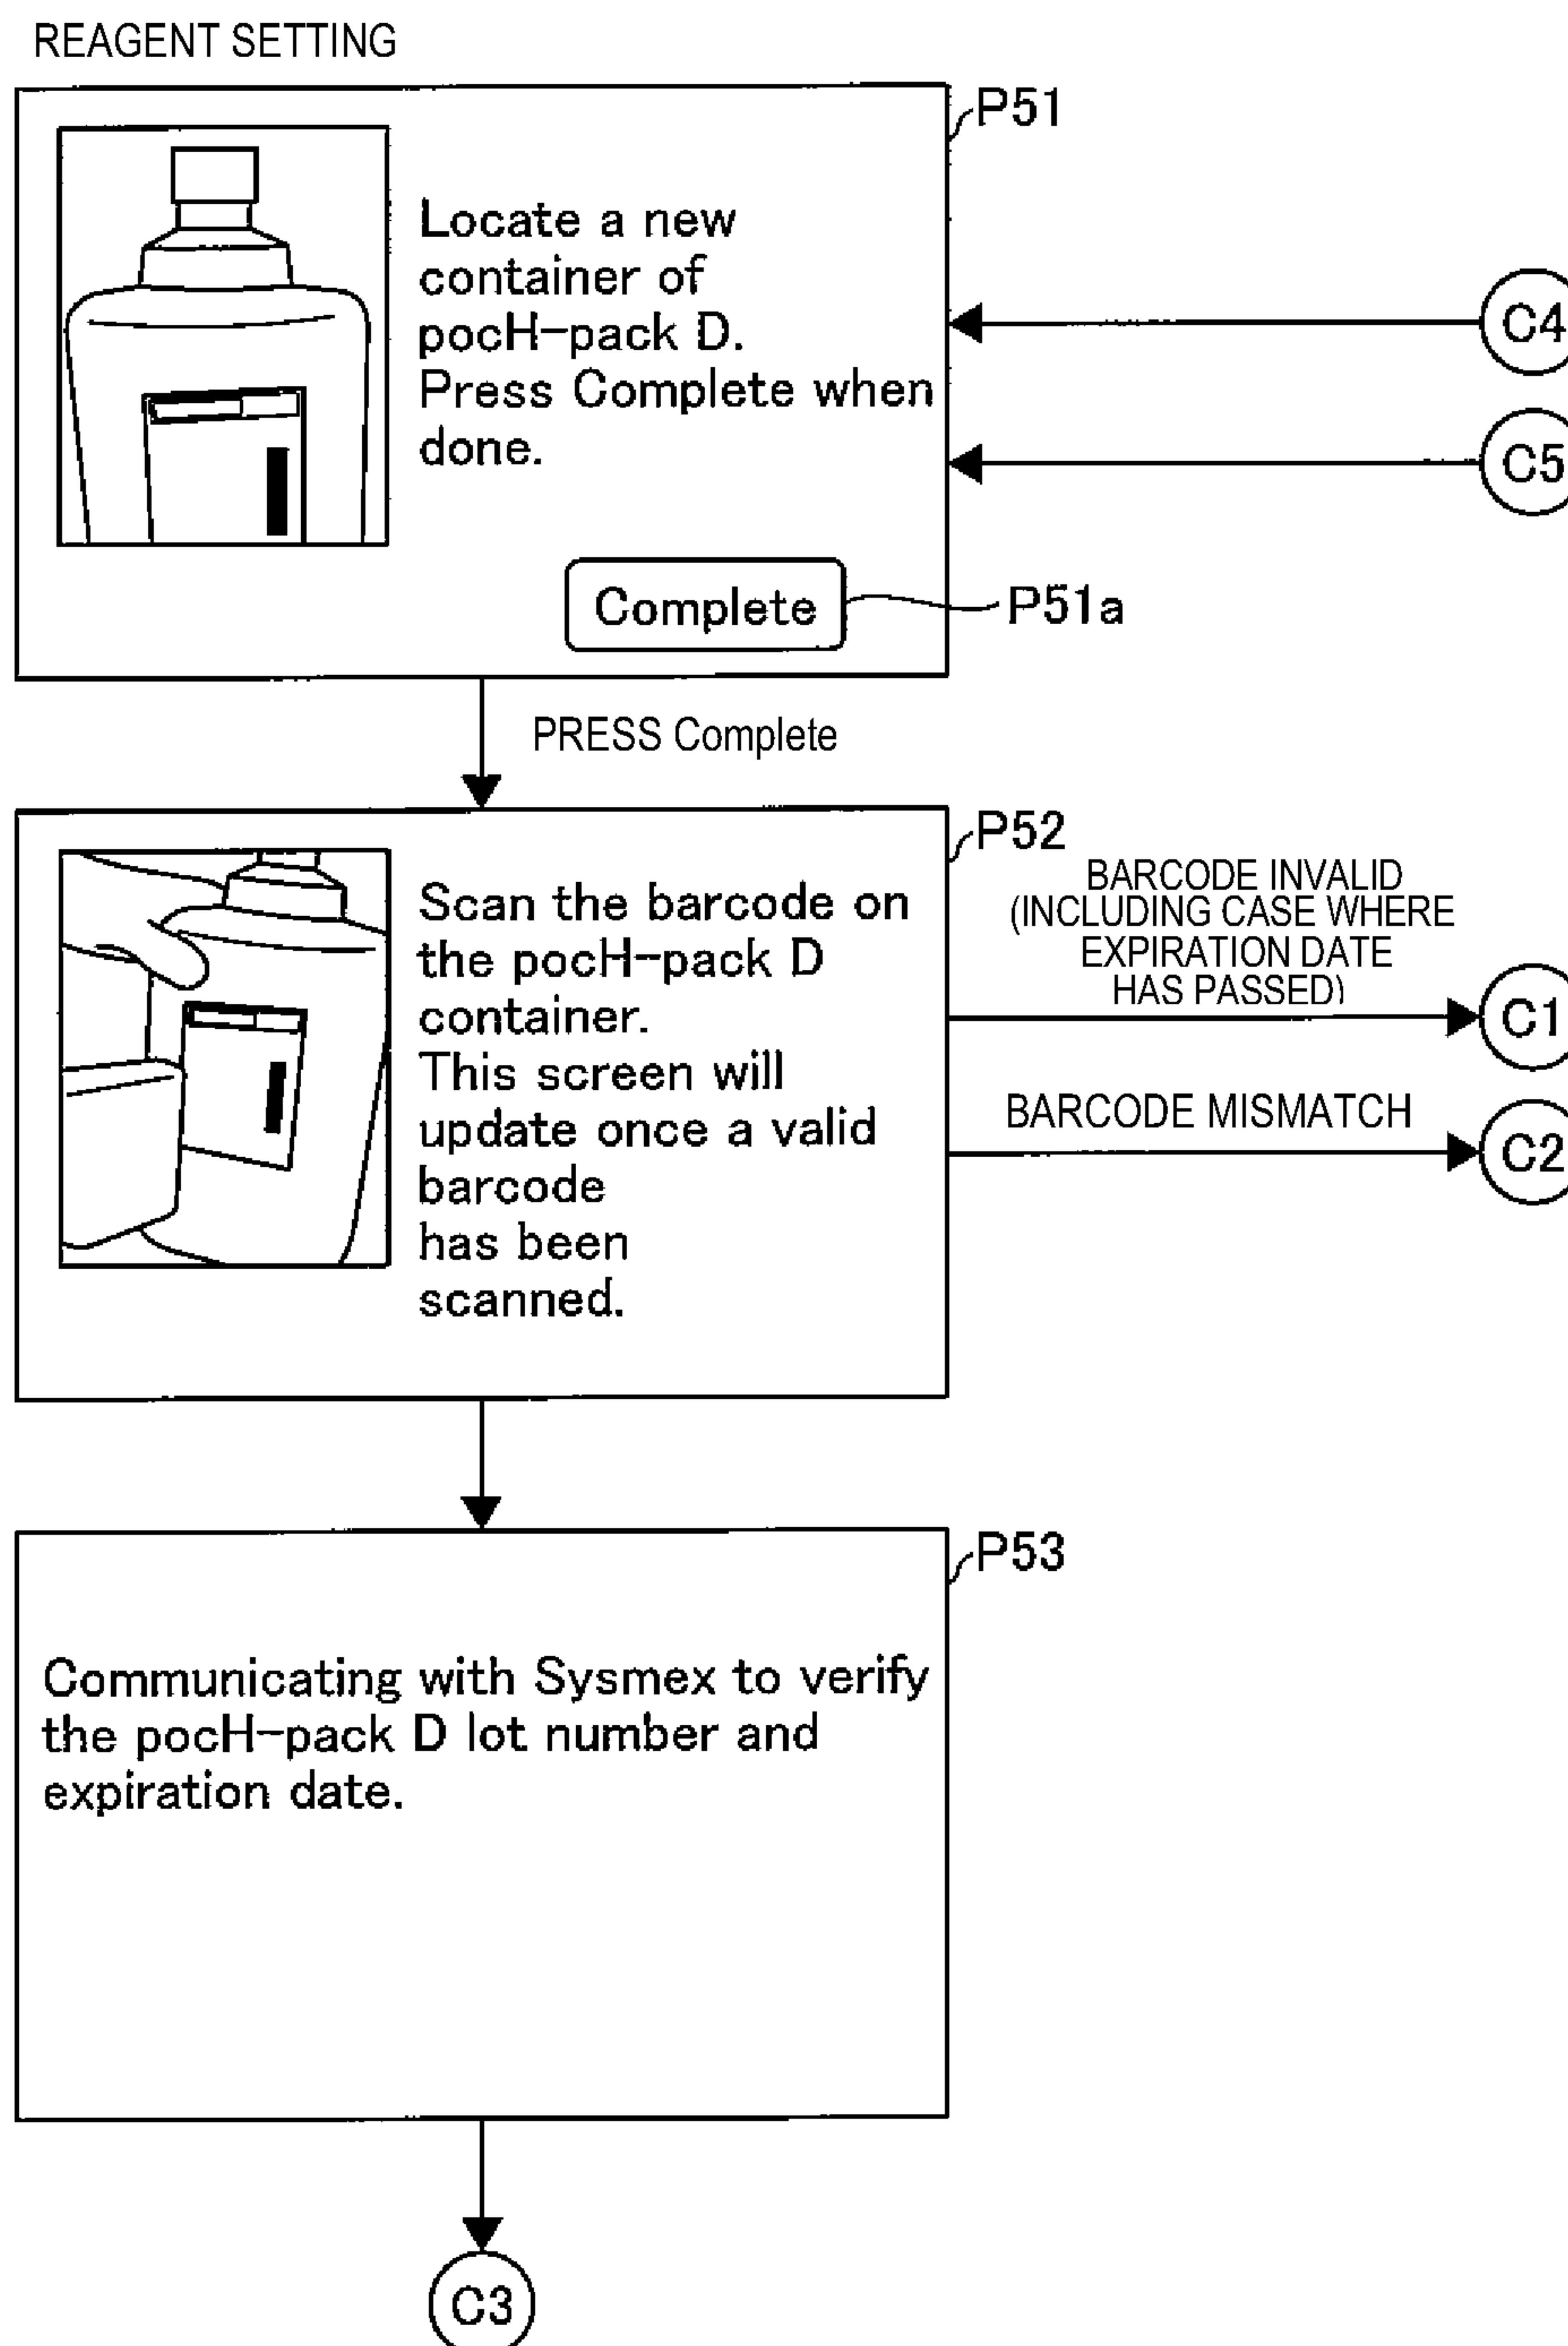 REAGENT SETTING
P51
Locate a new
container of
pocH-pack D.
Press Complete when
done.
C4
C5
Complete
P51a
PRESS Complete
P52
Scan the barcode on
the pocH-pack D
container.
This screen will
update once a valid
barcode
has been
scanned.
BARCODE INVALID
(INCLUDING CASE WHERE
EXPIRATION DATE
HAS PASSED)
C1
BARCODE MISMATCH
C2
P53
Communicating with Sysmex to verify
the pocH-pack D lot number and
expiration date.
C3